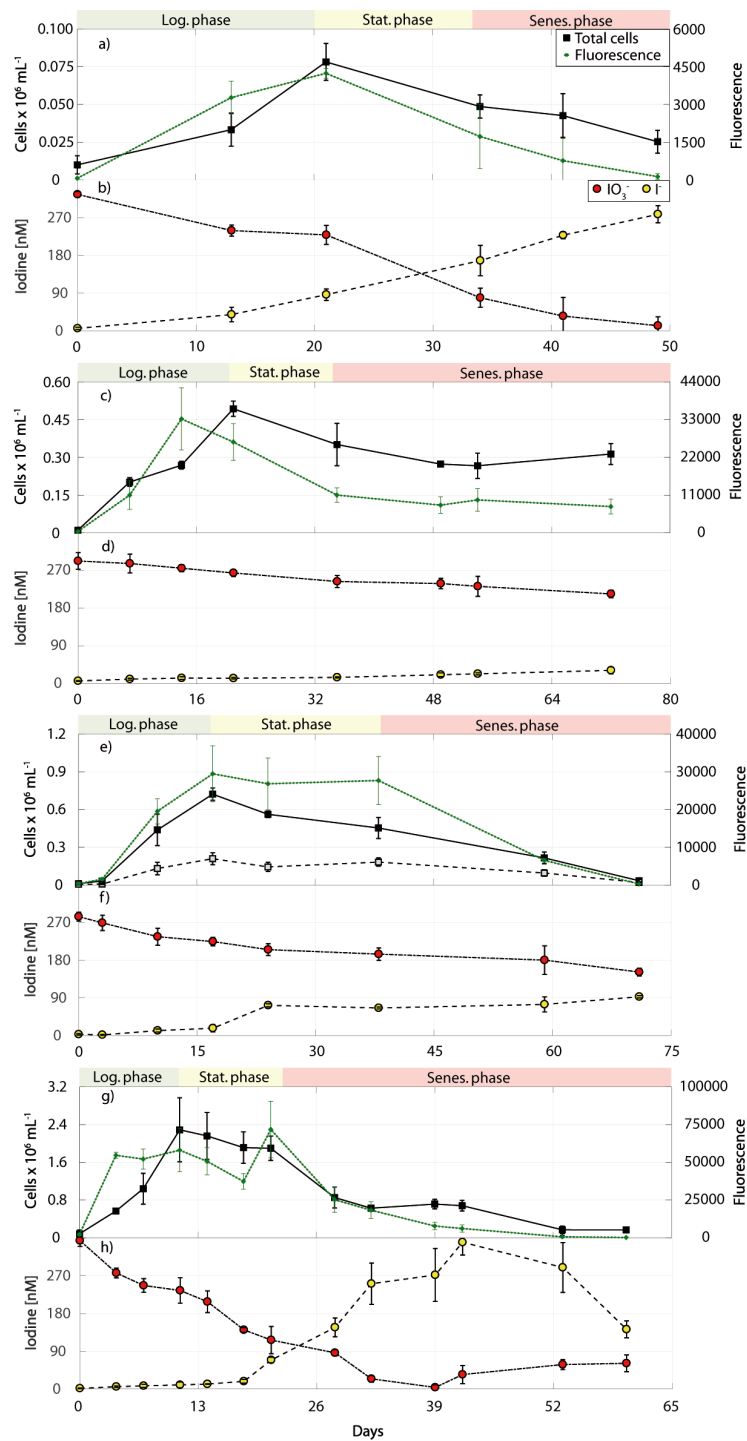 Log. phase Stat. phase Senes. phase
a)
Total cells
Fluorescence
0.100 0.075 0.050 0.025 0
Cells x 10⁶ mL⁻¹
6000 4500 3000 1500 0
Fluorescence
b)
IO₃⁻ I⁻
270 180 90 0
Iodine [nM]
0 10 20 30 40 50
Log. phase Stat. phase Senes. phase
c)
0.60 0.45 0.30 0.15 0
Cells x 10⁶ mL⁻¹
44000 33000 22000 11000 0
Fluorescence
d)
270 180 90 0
Iodine [nM]
0 16 32 48 64 80
Log. phase Stat. phase Senes. phase
e)
1.2 0.9 0.6 0.3 0
Cells x 10⁶ mL⁻¹
40000 30000 20000 10000 0
Fluorescence
f)
270 180 90 0
Iodine [nM]
0 15 30 45 60 75
Log. phase Stat. phase Senes. phase
g)
3.2 2.4 1.6 0.8 0
Cells x 10⁶ mL⁻¹
100000 75000 50000 25000 0
Fluorescence
h)
270 180 90 0
Iodine [nM]
0 13 26 39 52 65
Days